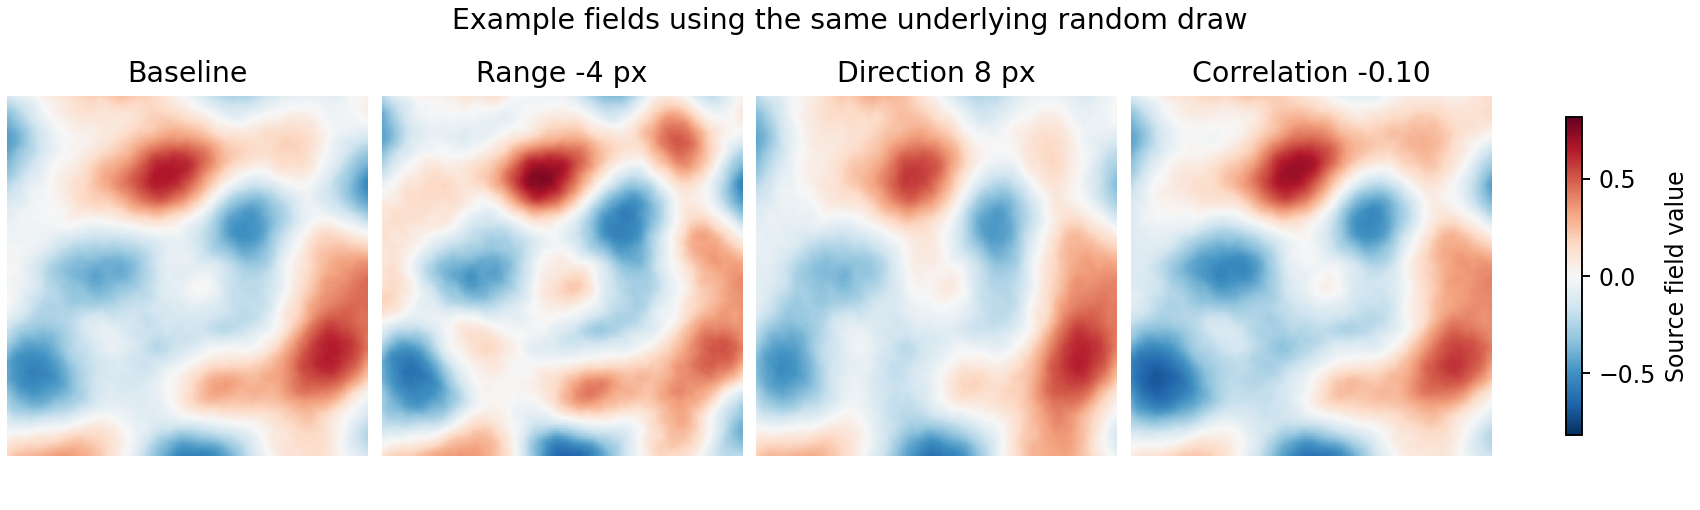 Example fields using the same underlying random draw
Baseline
Range -4 px
Direction 8 px
Correlation -0.10
0.5
0.0
−0.5
Source field value